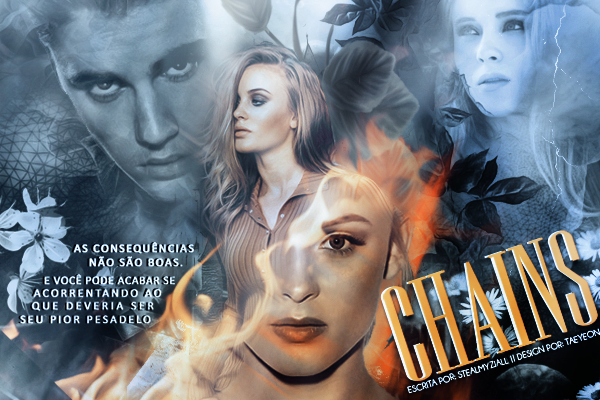 AS CONSEQUÊNCIAS
NÃO SÃO BOAS.
E VOCÊ PODE ACABAR SE
ACORRENTANDO AO
QUE DEVERIA SER
SEU PIOR PESADELO
CHAINS
ESCRITA POR: STEALMYZIALL || DESIGN POR: TAEYEON